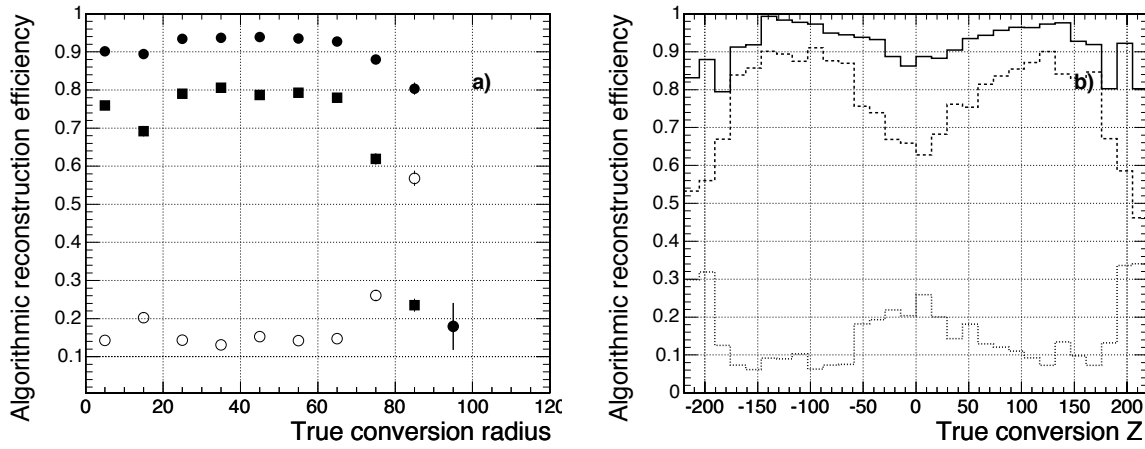 Algorithmic reconstruction efficiency
1
0.9
0.8
0.7
0.6
0.5
0.4
0.3
0.2
0.1
a)
0 20 40 60 80 100 120
True conversion radius
Algorithmic reconstruction efficiency
1
0.9
0.8
0.7
0.6
0.5
0.4
0.3
0.2
0.1
0
b)
-200 -150 -100 -50 0 50 100 150 200
True conversion Z